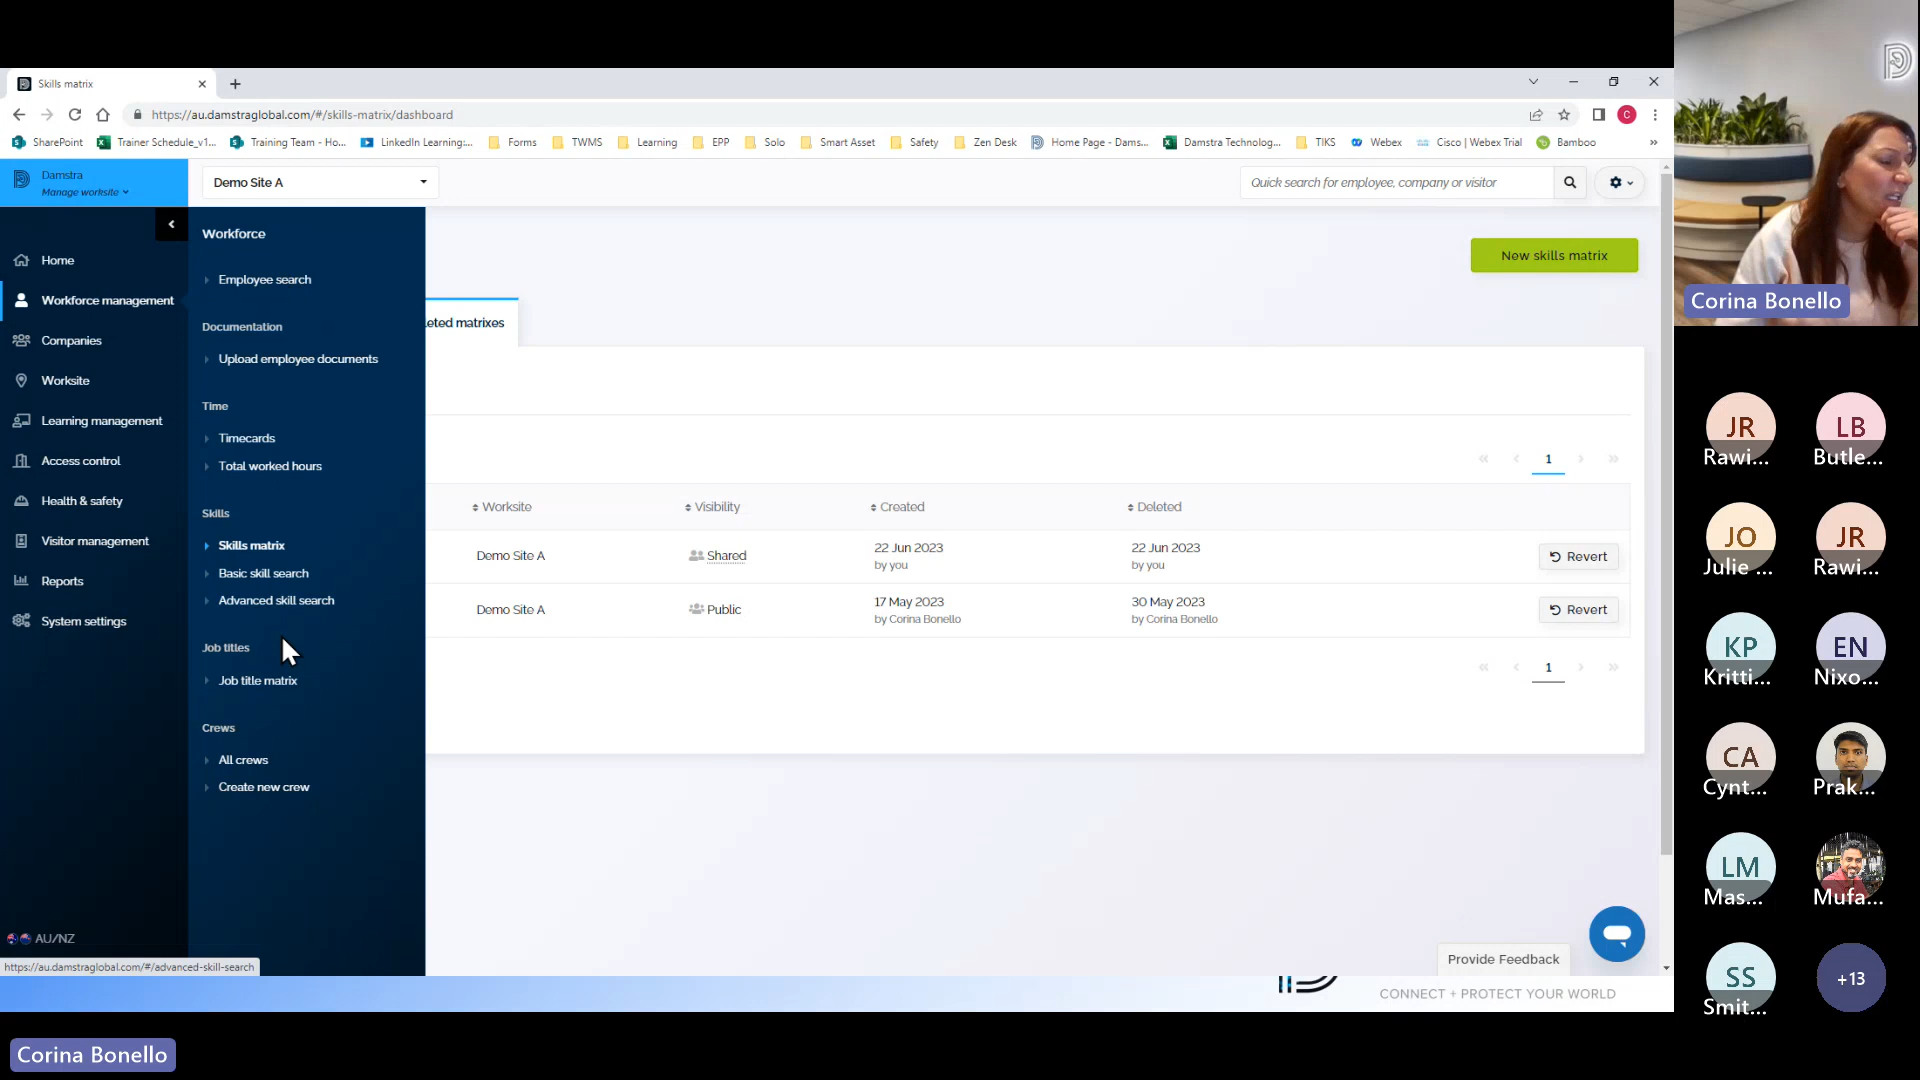 Skills matrix
https://au.damstraglobal.com/#/skills-matrix/dashboard
C
SharePoint
Trainer Schedule_v1...
Training Team - Ho...
LinkedIn Learning:...
Forms
TWMS
Learning
EPP
Solo
Smart Asset
Safety
Zen Desk
Home Page - Dams...
Damstra Technolog...
TIKS
Webex
Cisco | Webex Trial
Bamboo
»
Damstra
Manage worksite
Demo Site A
Quick search for employee, company or visitor
Home
Workforce management
Companies
Worksite
Learning management
Access control
Health & safety
Visitor management
Reports
System settings
AU/NZ
https://au.damstraglobal.com/#/advanced-skill-search
Workforce
Employee search
Documentation
Upload employee documents
Time
Timecards
Total worked hours
Skills
Skills matrix
Basic skill search
Advanced skill search
Job titles
Job title matrix
Crews
All crews
Create new crew
New skills matrix
eted matrixes
« ‹ 1 › »
Worksite Visibility Created Deleted
Demo Site A Shared 22 Jun 2023 22 Jun 2023 Revert
by you by you
Demo Site A Public 17 May 2023 30 May 2023 Revert
by Corina Bonello by Corina Bonello
« ‹ 1 › »
Provide Feedback
CONNECT + PROTECT YOUR WORLD
Corina Bonello
Corina Bonello
JR LB
Rawi... Butle...
JO JR
Julie ... Rawi...
KP EN
Kritti... Nixo...
CA
Cynt... Prak...
LM
Mas... Mufa...
SS +13
Smit...